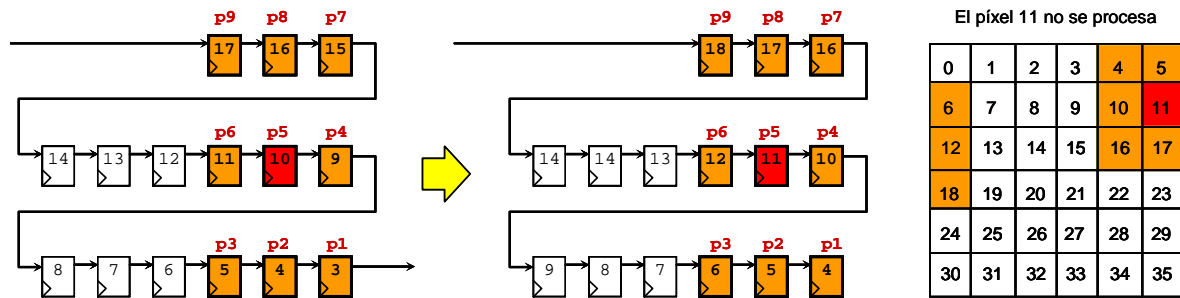 p9 p8 p7
17 16 15
p6 p5 p4
14 13 12 11 10 9
p3 p2 p1
8 7 6 5 4 3
p9 p8 p7
18 17 16
p6 p5 p4
14 14 13 12 11 10
p3 p2 p1
9 8 7 6 5 4
El píxel 11 no se procesa
0 1 2 3 4 5
6 7 8 9 10 11
12 13 14 15 16 17
18 19 20 21 22 23
24 25 26 27 28 29
30 31 32 33 34 35